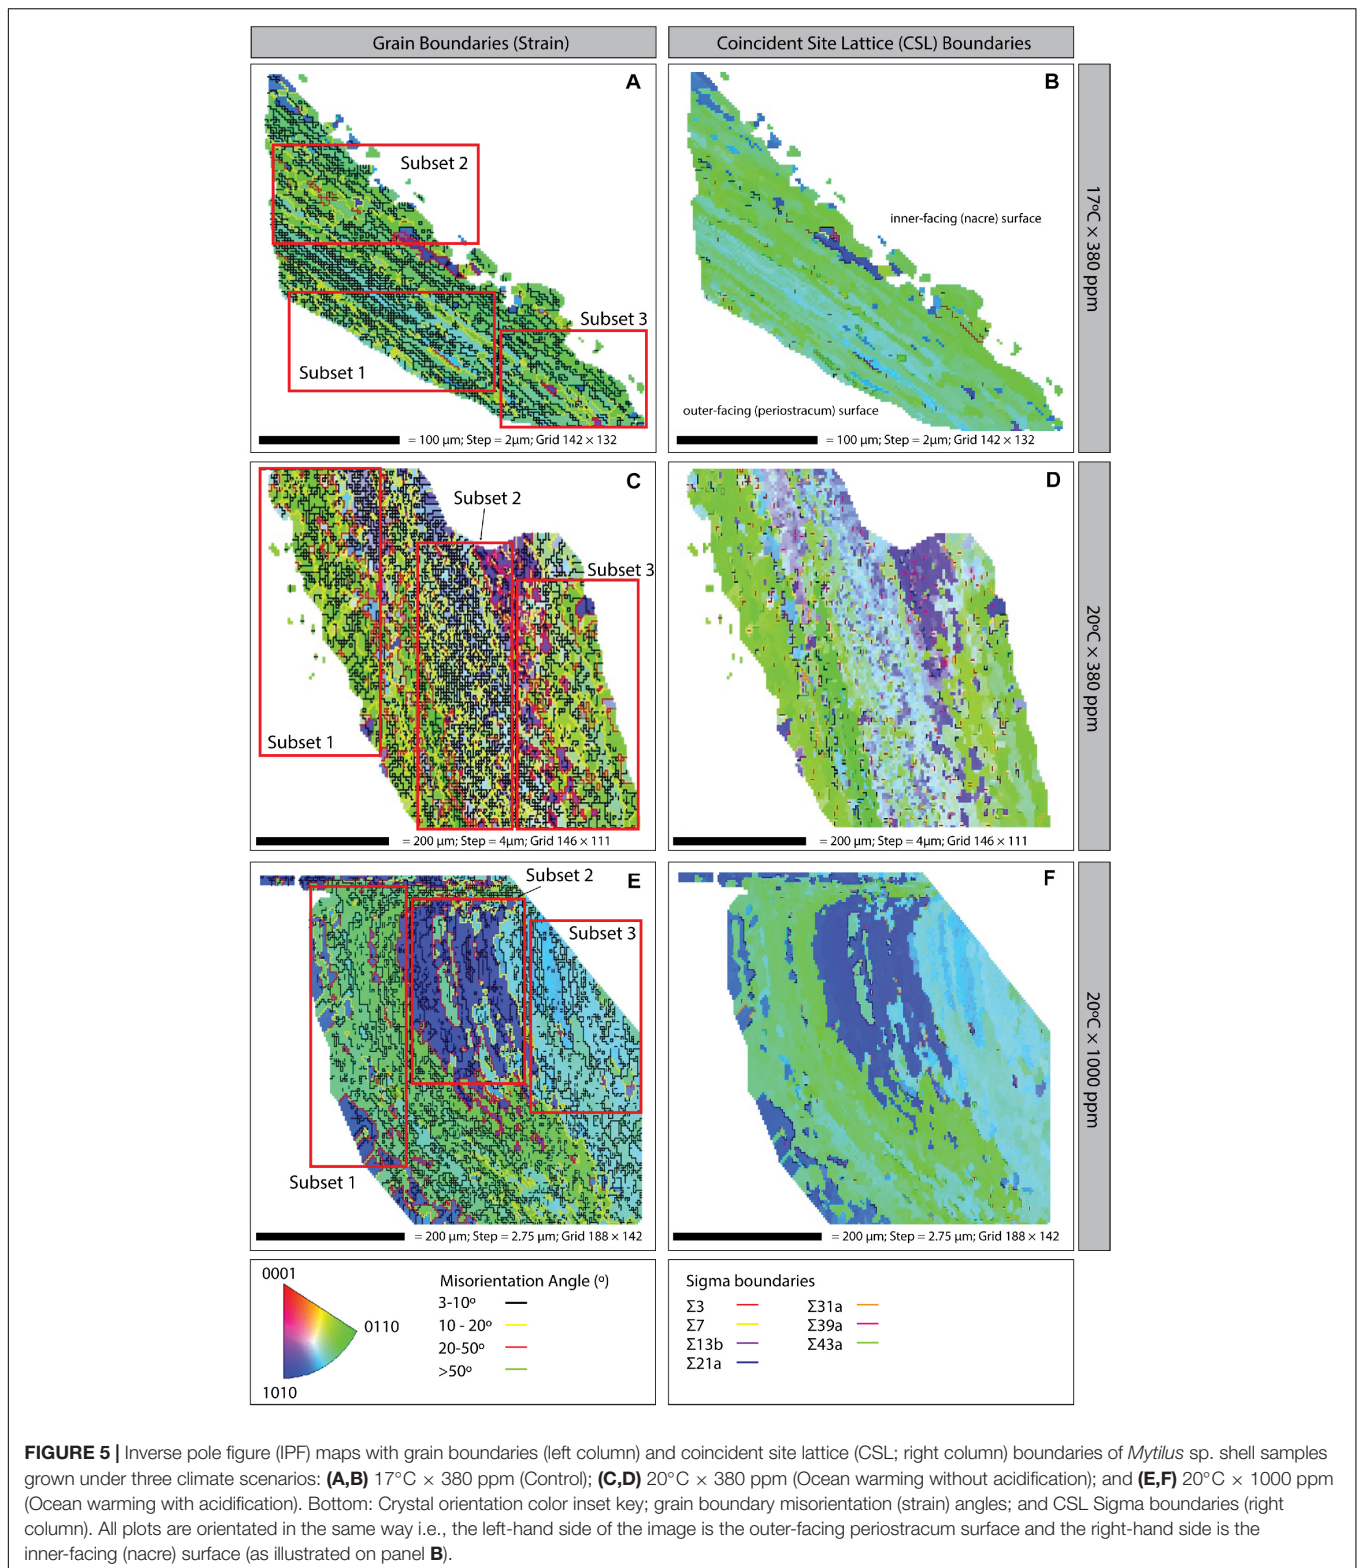 Grain Boundaries (Strain)
Coincident Site Lattice (CSL) Boundaries
A
Subset 2
Subset 3
Subset 1
= 100 µm; Step = 2µm; Grid 142 × 132
B
inner-facing (nacre) surface
outer-facing (periostracum) surface
= 100 µm; Step = 2µm; Grid 142 × 132
17ºC × 380 ppm
C
Subset 2
Subset 3
Subset 1
= 200 µm; Step = 4µm; Grid 146 × 111
D
= 200 µm; Step = 4µm; Grid 146 × 111
20ºC × 380 ppm
E
Subset 2
Subset 3
Subset 1
= 200 µm; Step = 2.75 µm; Grid 188 × 142
F
= 200 µm; Step = 2.75 µm; Grid 188 × 142
20ºC × 1000 ppm
0001
0110
1010
Misorientation Angle (º)
3-10º
10 - 20º
20-50º
>50º
Sigma boundaries
Σ3
Σ7
Σ13b
Σ21a
Σ31a
Σ39a
Σ43a
FIGURE 5 | Inverse pole figure (IPF) maps with grain boundaries (left column) and coincident site lattice (CSL; right column) boundaries of Mytilus sp. shell samples
grown under three climate scenarios: (A,B) 17°C × 380 ppm (Control); (C,D) 20°C × 380 ppm (Ocean warming without acidification); and (E,F) 20°C × 1000 ppm
(Ocean warming with acidification). Bottom: Crystal orientation color inset key; grain boundary misorientation (strain) angles; and CSL Sigma boundaries (right
column). All plots are orientated in the same way i.e., the left-hand side of the image is the outer-facing periostracum surface and the right-hand side is the
inner-facing (nacre) surface (as illustrated on panel B).